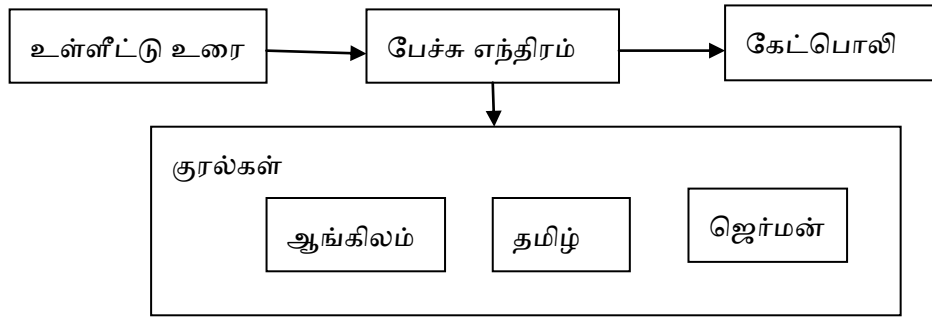 உள்ளீட்டு உரை
பேச்சு எந்திரம்
கேட்பொலி
குரல்கள்
ஆங்கிலம்
தமிழ்
ஜெர்மன்